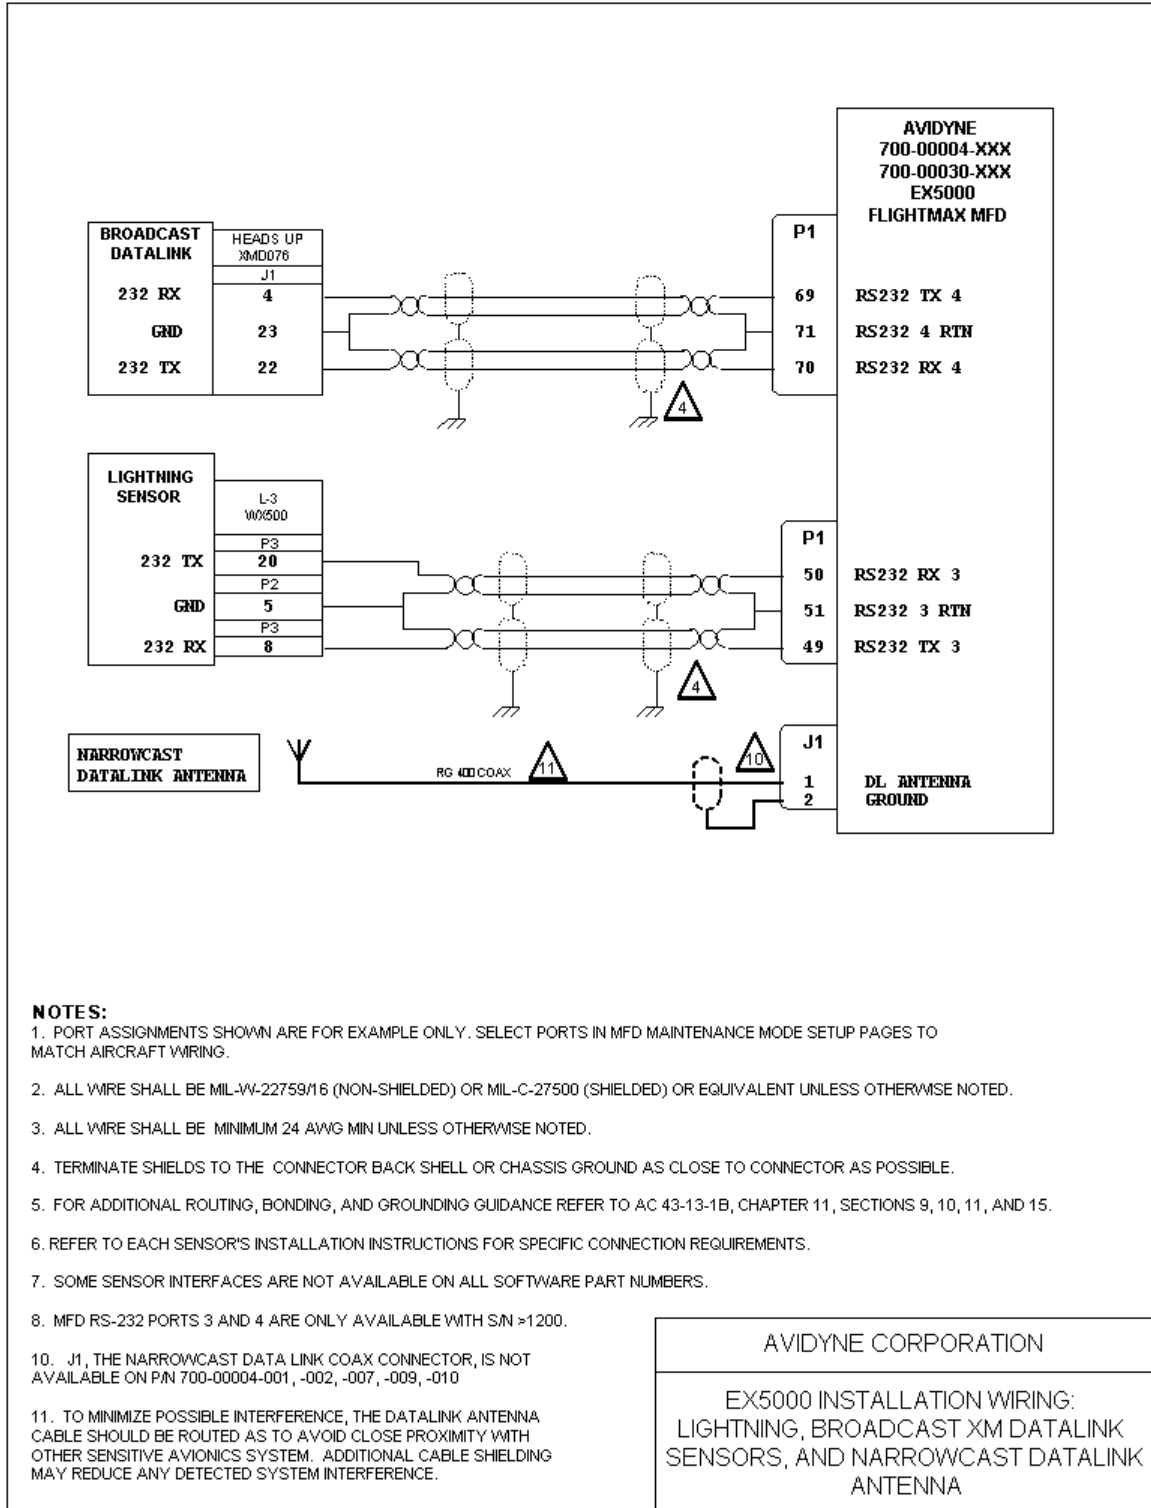 AVIDYNE
700-00004-XXX
700-00030-XXX
EX5000
FLIGHTMAX MFD
BROADCAST
DATALINK
HEADS UP
XMD076
J1
P1
232 RX
4
69
RS232 TX 4
GND
23
71
RS232 4 RTN
232 TX
22
70
RS232 RX 4
4
LIGHTNING
SENSOR
L-3
WX500
P3
P1
232 TX
20
50
RS232 RX 3
P2
GND
5
51
RS232 3 RTN
P3
232 RX
8
49
RS232 TX 3
4
NARROWCAST
DATALINK ANTENNA
RG 400 COAX
11
10
J1
1
DL ANTENNA
2
GROUND
NOTES:
1. PORT ASSIGNMENTS SHOWN ARE FOR EXAMPLE ONLY. SELECT PORTS IN MFD MAINTENANCE MODE SETUP PAGES TO
MATCH AIRCRAFT WIRING.
2. ALL WIRE SHALL BE MIL-W-22759/16 (NON-SHIELDED) OR MIL-C-27500 (SHIELDED) OR EQUIVALENT UNLESS OTHERWISE NOTED.
3. ALL WIRE SHALL BE MINIMUM 24 AWG MIN UNLESS OTHERWISE NOTED.
4. TERMINATE SHIELDS TO THE CONNECTOR BACK SHELL OR CHASSIS GROUND AS CLOSE TO CONNECTOR AS POSSIBLE.
5. FOR ADDITIONAL ROUTING, BONDING, AND GROUNDING GUIDANCE REFER TO AC 43-13-1B, CHAPTER 11, SECTIONS 9, 10, 11, AND 15.
6. REFER TO EACH SENSOR'S INSTALLATION INSTRUCTIONS FOR SPECIFIC CONNECTION REQUIREMENTS.
7. SOME SENSOR INTERFACES ARE NOT AVAILABLE ON ALL SOFTWARE PART NUMBERS.
8. MFD RS-232 PORTS 3 AND 4 ARE ONLY AVAILABLE WITH S/N >1200.
10. J1, THE NARROWCAST DATA LINK COAX CONNECTOR, IS NOT
AVAILABLE ON P/N 700-00004-001, -002, -007, -009, -010
11. TO MINIMIZE POSSIBLE INTERFERENCE, THE DATALINK ANTENNA
CABLE SHOULD BE ROUTED AS TO AVOID CLOSE PROXIMITY WITH
OTHER SENSITIVE AVIONICS SYSTEM. ADDITIONAL CABLE SHIELDING
MAY REDUCE ANY DETECTED SYSTEM INTERFERENCE.
AVIDYNE CORPORATION
EX5000 INSTALLATION WIRING:
LIGHTNING, BROADCAST XM DATALINK
SENSORS, AND NARROWCAST DATALINK
ANTENNA